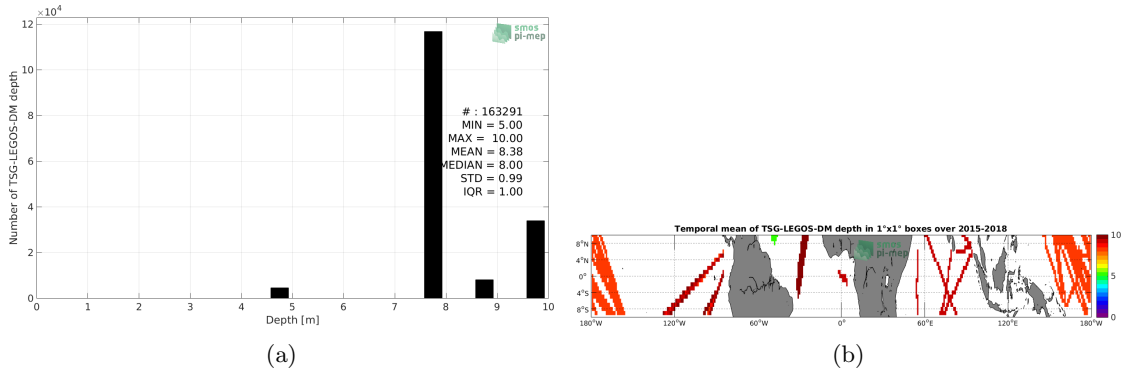 ×10⁴
12
10
8
6
4
2
0
Number of TSG-LEGOS-DM depth
smos
pi-mep
# : 163291
MIN = 5.00
MAX = 10.00
MEAN = 8.38
MEDIAN = 8.00
STD = 0.99
IQR = 1.00
0 1 2 3 4 5 6 7 8 9 10
Depth [m]
(a)
Temporal mean of TSG-LEGOS-DM depth in 1°x1° boxes over 2015-2018
smos
pi-mep
8°N
4°N
0°
4°S
8°S
180°W 120°W 60°W 0° 60°E 120°E 180°W
10
5
0
(b)